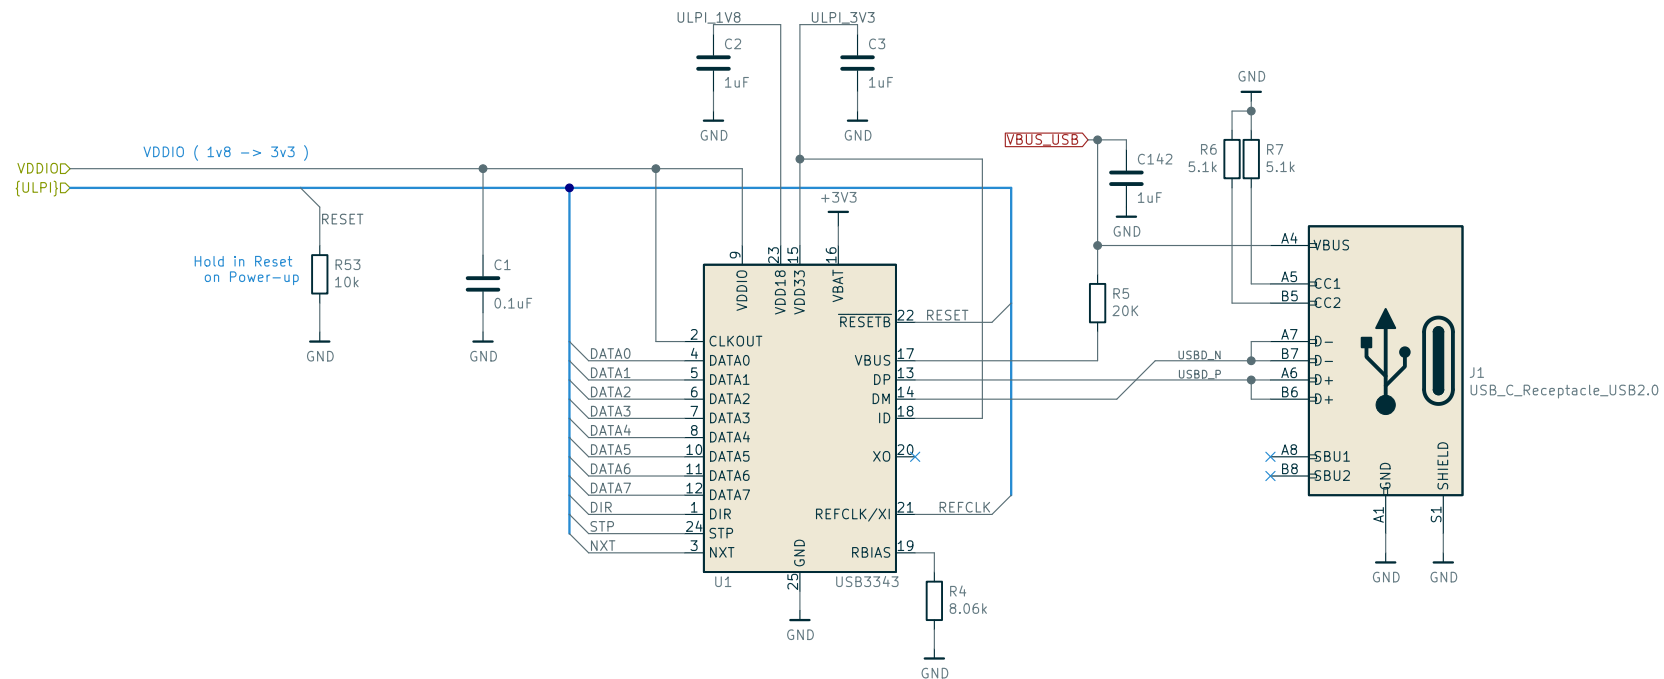 ULPI_1V8
ULPI_3V3
C2
1uF
GND
C3
1uF
GND
GND
VDDIO ( 1v8 -> 3v3 )
VDDIO
{ULPI}
VBUS_USB
C142
1uF
GND
R6
5.1k
R7
5.1k
RESET
Hold in Reset
on Power-up
R53
10k
GND
C1
0.1uF
GND
+3V3
9
23
15
16
VDDIO
VDD18
VDD33
VBAT
22
RESETB
RESET
2
CLKOUT
DATA0
4
DATA0
DATA1
5
DATA1
DATA2
6
DATA2
DATA3
7
DATA3
DATA4
8
DATA4
DATA5
10
DATA5
DATA6
11
DATA6
DATA7
12
DATA7
DIR
1
DIR
STP
24
STP
NXT
3
NXT
VBUS
17
DP
13
DM
14
ID
18
XO
20
REFCLK/XI
21
REFCLK
RBIAS
19
GND
25
U1
USB3343
GND
R4
8.06k
GND
R5
20K
USBD_N
USBD_P
A4
VBUS
A5
CC1
B5
CC2
A7
D-
B7
D-
A6
D+
B6
D+
A8
SBU1
B8
SBU2
GND
SHIELD
A1
S1
J1
USB_C_Receptacle_USB2.0
GND
GND